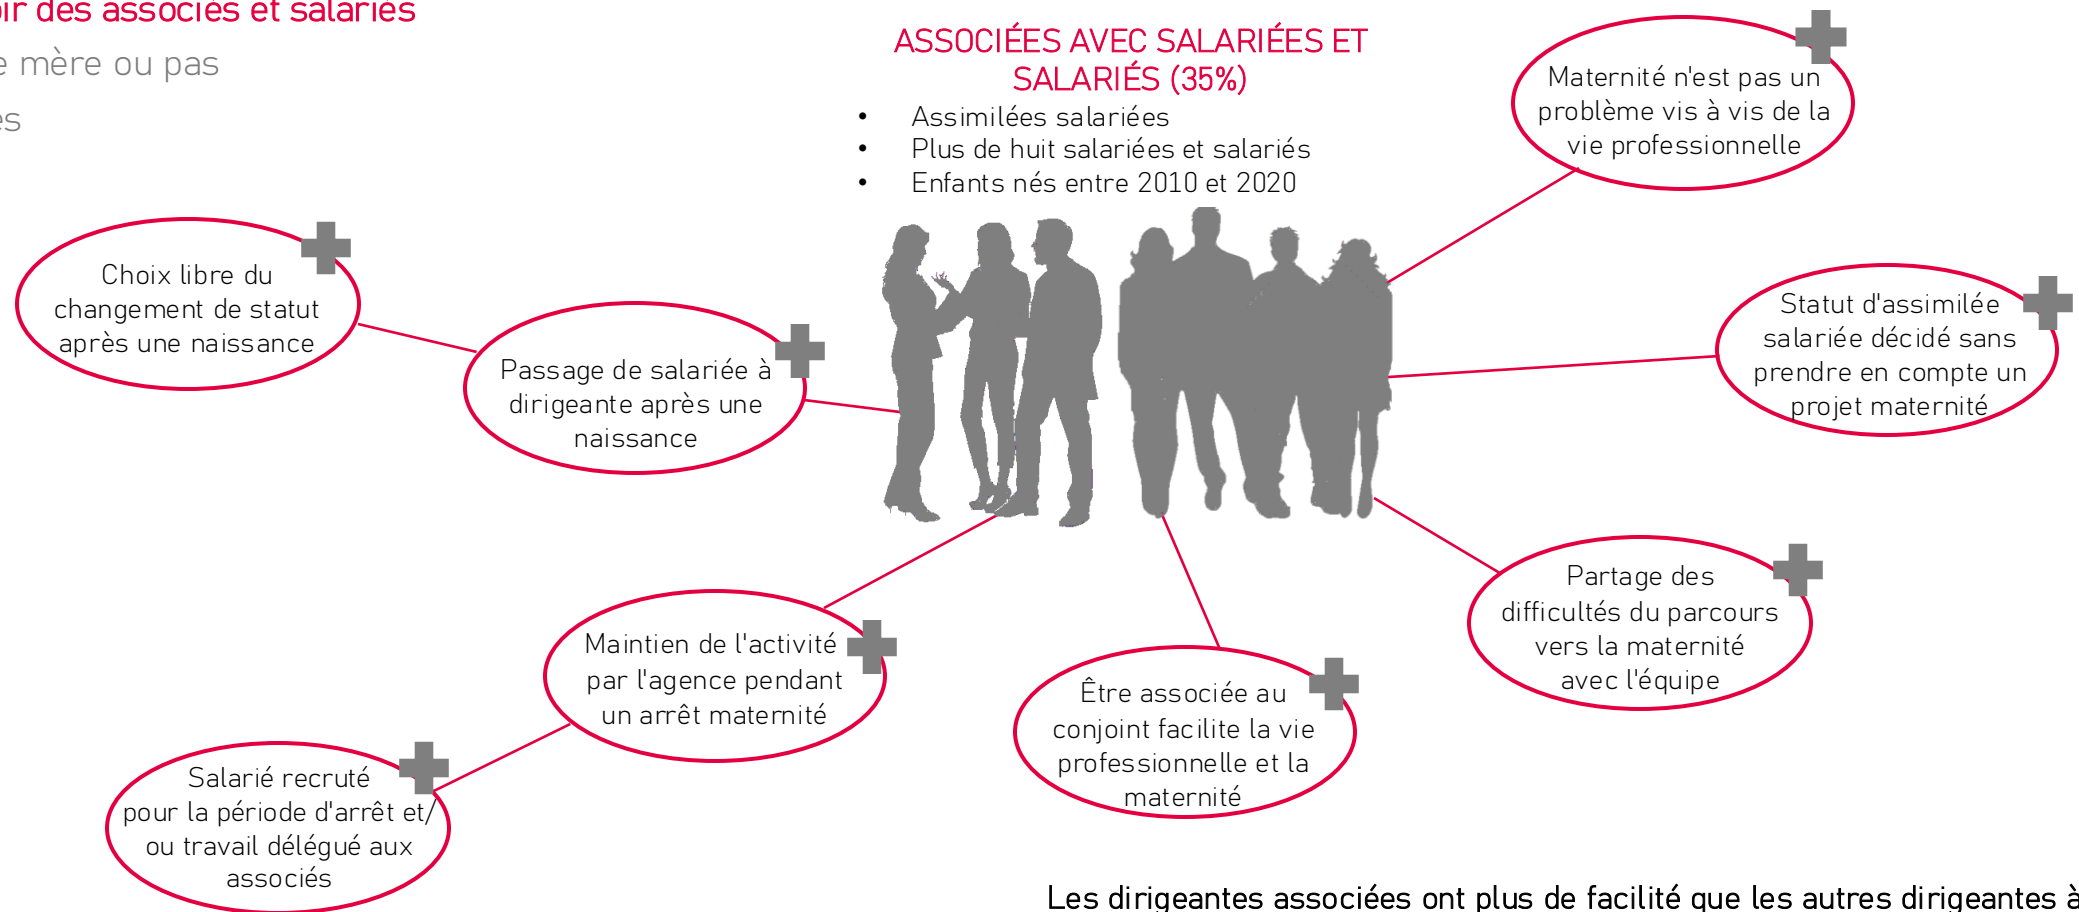 des associés et salariés
mère ou pas
ASSOCIÉES AVEC SALARIÉES ET
SALARIÉS (35%)
• Assimilées salariées
• Plus de huit salariées et salariés
• Enfants nés entre 2010 et 2020
Maternité n'est pas un
problème vis à vis de la
vie professionnelle
Choix libre du
changement de statut
après une naissance
Passage de salariée à
dirigeante après une
naissance
Statut d'assimilée
salariée décidé sans
prendre en compte un
projet maternité
Maintien de l'activité
par l'agence pendant
un arrêt maternité
Partage des
difficultés du parcours
vers la maternité
avec l'équipe
Être associée au
conjoint facilite la vie
professionnelle et la
maternité
Salarié recruté
pour la période d'arrêt et/
ou travail délégué aux
associés
Les dirigeantes associées ont plus de facilité que les autres dirigeantes à